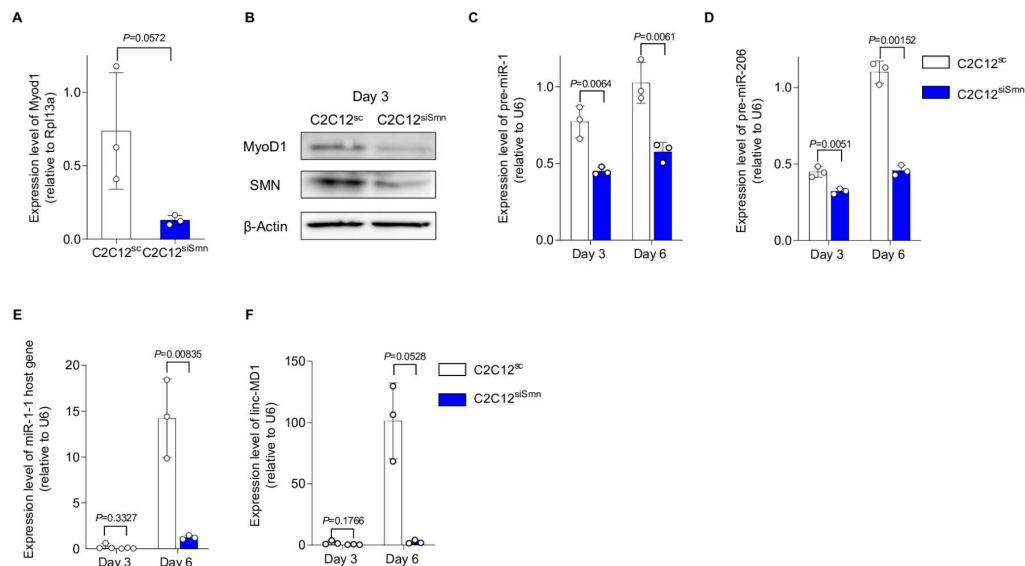 A
P=0.0572
Expression level of Myod1
(relative to Rpl13a)
1.0
0.5
0.0
C2C12sc C2C12siSmn
B
Day 3
C2C12sc C2C12siSmn
MyoD1
SMN
β-Actin
C
P=0.0061
P=0.0064
Expression level of pre-miR-1
(relative to U6)
1.0
0.5
0.0
Day 3 Day 6
D
P=0.00152
P=0.0051
Expression level of pre-miR-206
(relative to U6)
1.0
0.5
0.0
Day 3 Day 6
C2C12sc
C2C12siSmn
E
P=0.00835
P=0.3327
Expression level of miR-1-1 host gene
(relative to U6)
20
15
10
5
0
Day 3 Day 6
F
P=0.0528
P=0.1766
Expression level of linc-MD1
(relative to U6)
150
100
50
0
Day 3 Day 6
C2C12sc
C2C12siSmn